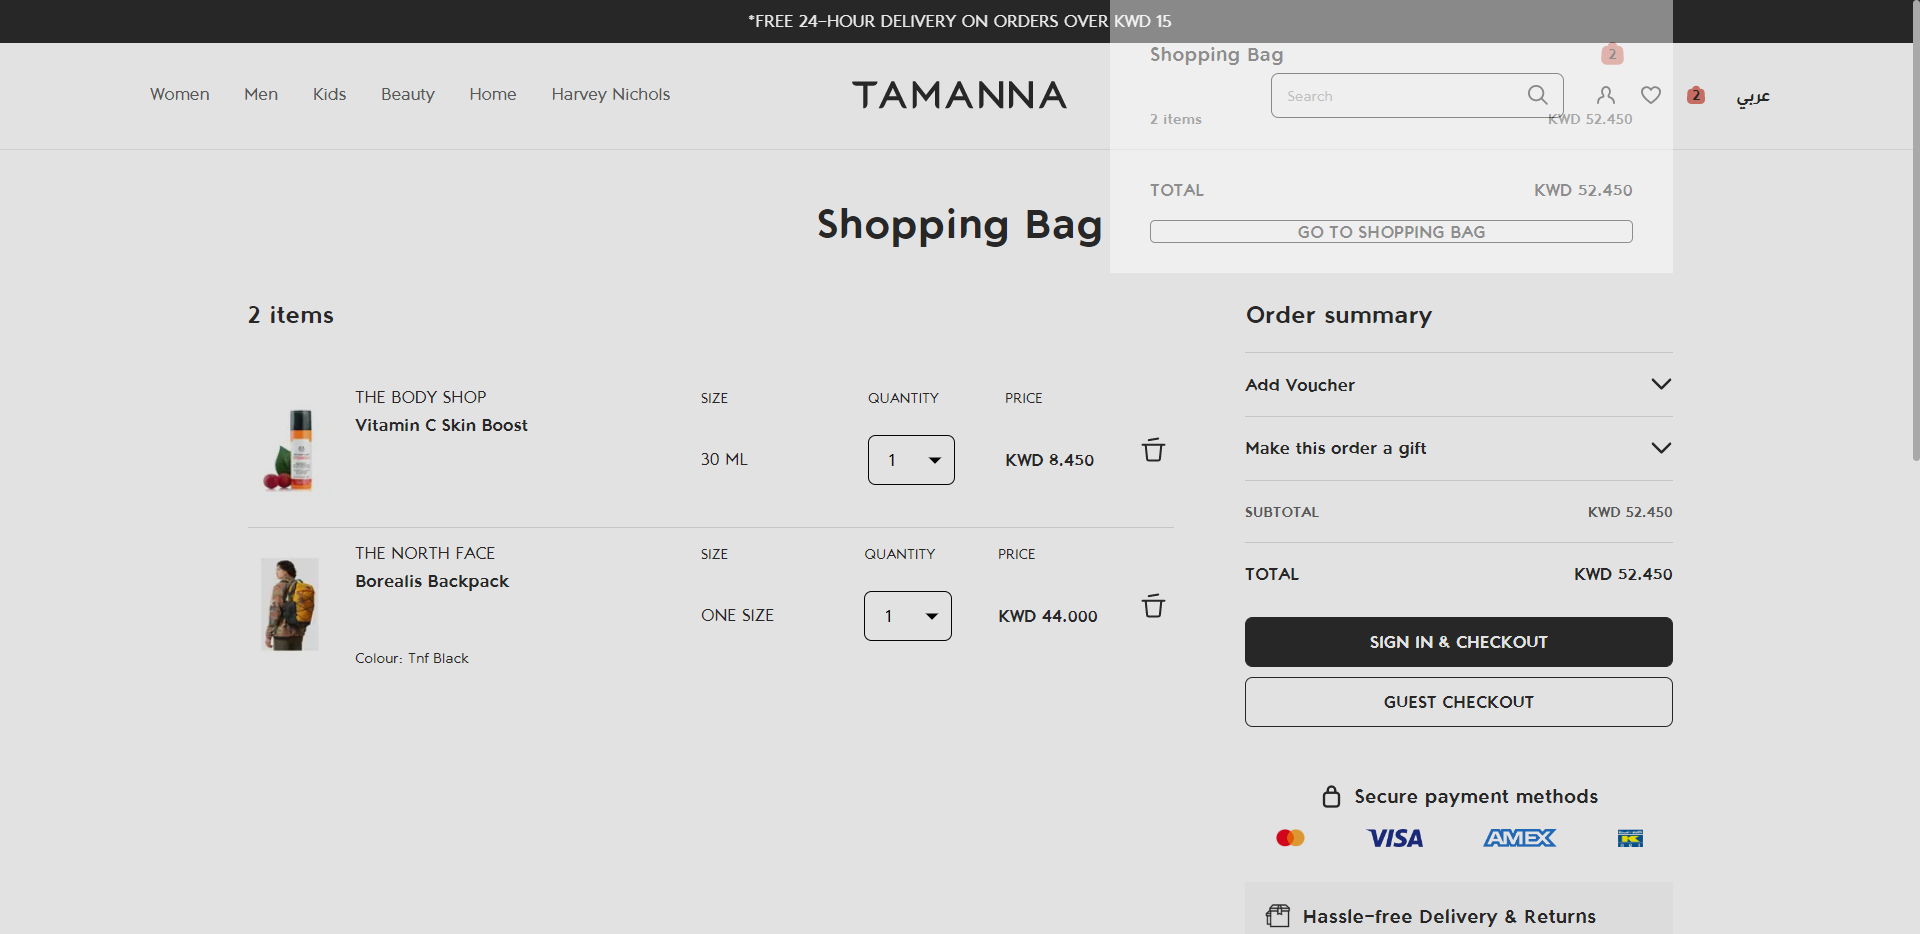 *FREE 24-HOUR DELIVERY ON ORDERS OVER KWD 15
Women Men Kids Beauty Home Harvey Nichols
TAMANNA
Search
2
عربي
Shopping Bag
2
2 items KWD 52.450
TOTAL KWD 52.450
GO TO SHOPPING BAG
Shopping Bag
2 items
THE BODY SHOP
Vitamin C Skin Boost
SIZE QUANTITY PRICE
30 ML 1 KWD 8.450
THE NORTH FACE
Borealis Backpack
SIZE QUANTITY PRICE
ONE SIZE 1 KWD 44.000
Colour: Tnf Black
Order summary
Add Voucher
Make this order a gift
SUBTOTAL KWD 52.450
TOTAL KWD 52.450
SIGN IN & CHECKOUT
GUEST CHECKOUT
Secure payment methods
VISA AMEX
Hassle-free Delivery & Returns